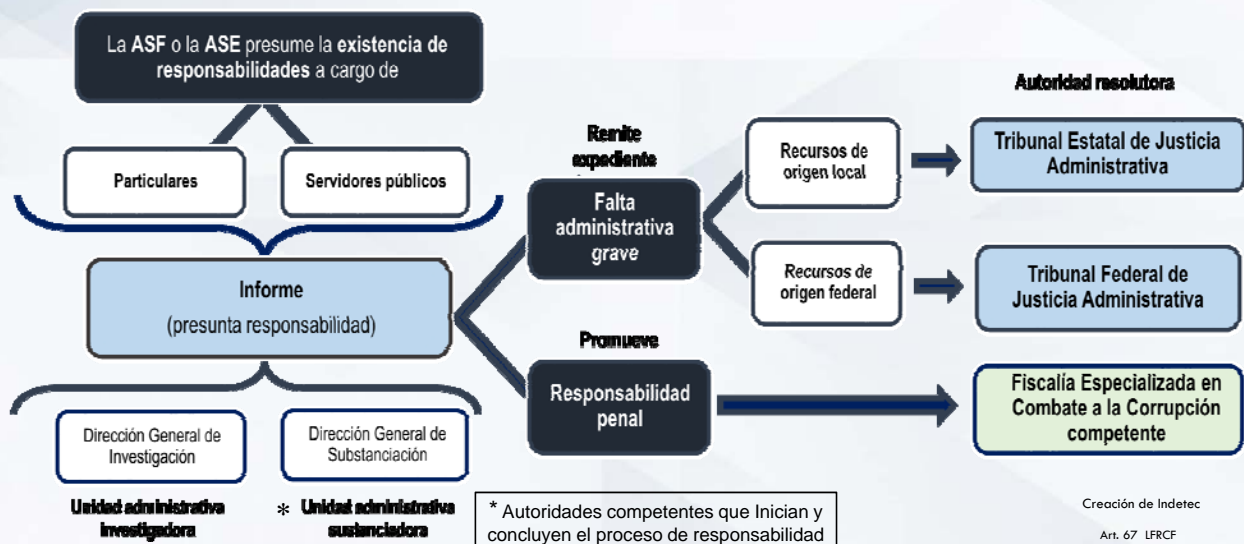 La ASF o la ASE presume la existencia de
responsabilidades a cargo de
Particulares
Servidores públicos
Informe
(presunta responsabilidad)
Dirección General de
Investigación
Dirección General de
Substanciación
Unidad administrativa
investigadora
* Unidad administrativa
sustanciadora
Remite
expediente
Falta
administrativa
grave
Promueve
Responsabilidad
penal
Recursos de
origen local
Recursos de
origen federal
Autoridad resolutora
Tribunal Estatal de Justicia
Administrativa
Tribunal Federal de
Justicia Administrativa
Fiscalía Especializada en
Combate a la Corrupción
competente
* Autoridades competentes que Inician y
concluyen el proceso de responsabilidad
Creación de Indetec
Art. 67 LFRCF